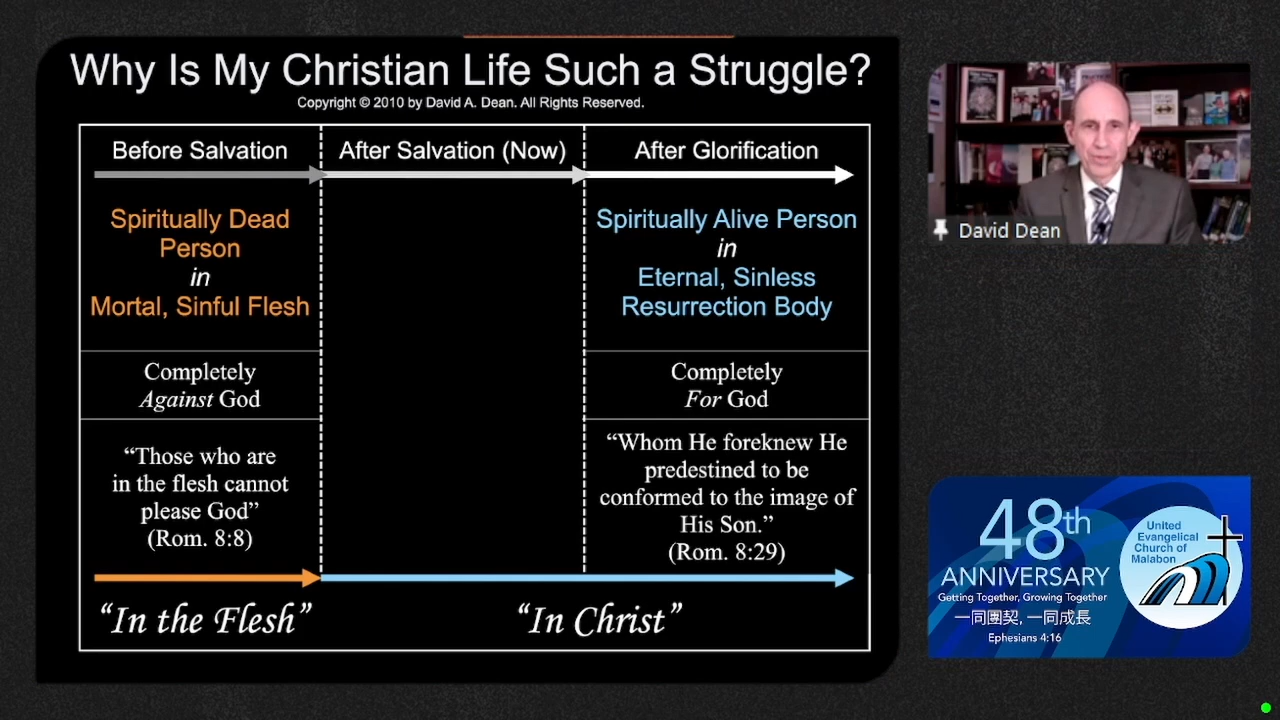 Why Is My Christian Life Such a Struggle?
Copyright © 2010 by David A. Dean. All Rights Reserved.
Before Salvation
After Salvation (Now)
After Glorification
Spiritually Dead
Person
in
Mortal, Sinful Flesh
Spiritually Alive Person
in
Eternal, Sinless
Resurrection Body
Completely
Against God
Completely
For God
“Those who are
in the flesh cannot
please God”
(Rom. 8:8)
“Whom He foreknew He
predestined to be
conformed to the image of
His Son.”
(Rom. 8:29)
“In the Flesh”
“In Christ”
David Dean
48th
ANNIVERSARY
Getting Together, Growing Together
一同團契, 一同成長
Ephesians 4:16
United
Evangelical
Church of
Malabon